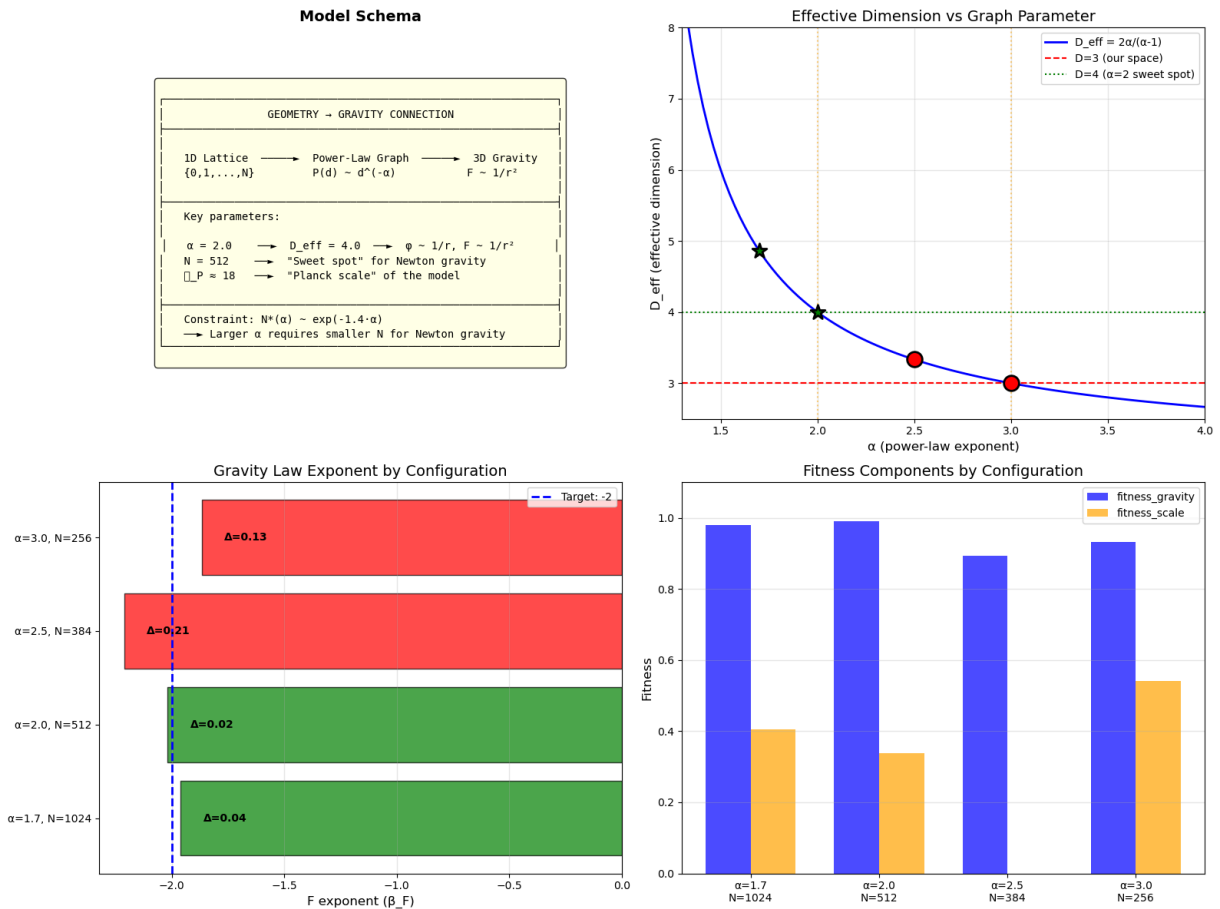 Model Schema
GEOMETRY → GRAVITY CONNECTION
1D Lattice ────► Power-Law Graph ────► 3D Gravity
{0,1,...,N} P(d) ~ d^(-α) F ~ 1/r²
Key parameters:
α = 2.0 ──► D_eff = 4.0 ──► φ ~ 1/r, F ~ 1/r²
N = 512 ──► "Sweet spot" for Newton gravity
_P ≈ 18 ──► "Planck scale" of the model
Constraint: N*(α) ~ exp(-1.4·α)
──► Larger α requires smaller N for Newton gravity
Effective Dimension vs Graph Parameter
D_eff = 2α/(α-1)
D=3 (our space)
D=4 (α=2 sweet spot)
8
7
6
5
4
3
D_eff (effective dimension)
1.5 2.0 2.5 3.0 3.5 4.0
α (power-law exponent)
Gravity Law Exponent by Configuration
Target: -2
α=3.0, N=256
Δ=0.13
α=2.5, N=384
Δ=0.21
α=2.0, N=512
Δ=0.02
α=1.7, N=1024
Δ=0.04
−2.0 −1.5 −1.0 −0.5 0.0
F exponent (β_F)
Fitness Components by Configuration
fitness_gravity
fitness_scale
1.0
0.8
0.6
0.4
0.2
0.0
Fitness
α=1.7 α=2.0 α=2.5 α=3.0
N=1024 N=512 N=384 N=256